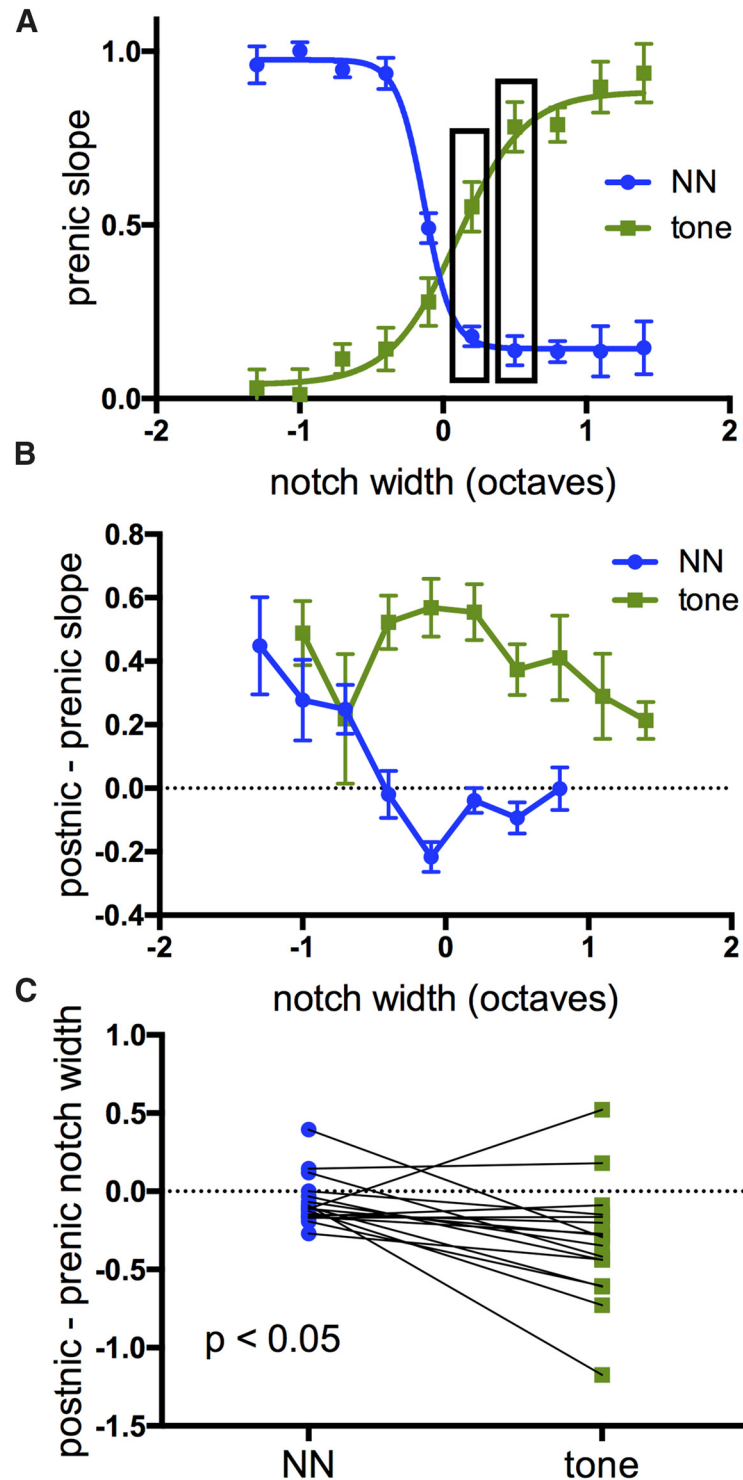 A
prenic slope
1.0
0.5
0.0
-2
-1
0
1
2
NN
tone
notch width (octaves)
B
postnic - prenic slope
0.8
0.6
0.4
0.2
0.0
-0.2
-0.4
-2
-1
0
1
2
NN
tone
notch width (octaves)
C
postnic - prenic notch width
1.0
0.5
0.0
-0.5
-1.0
-1.5
p < 0.05
NN
tone